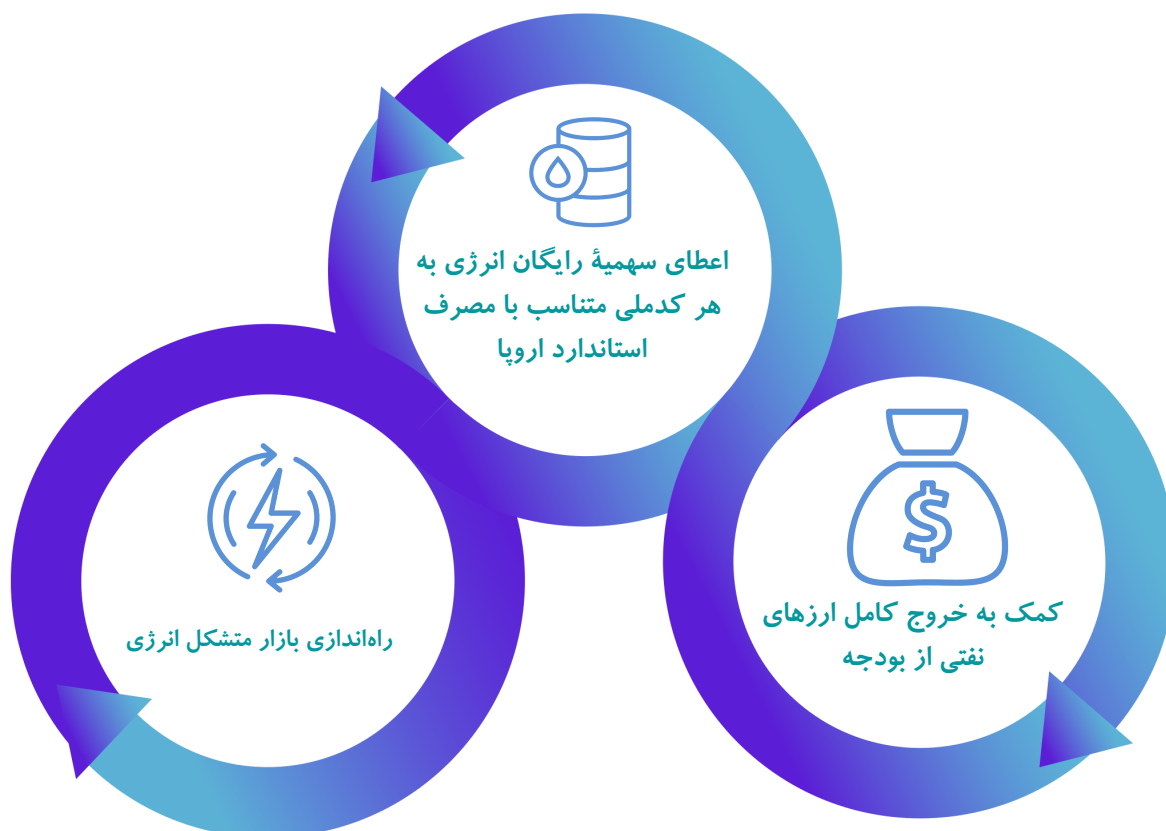 اعطای سهمیهٔ رایگان انرژی به
هر کدملی متناسب با مصرف
استاندارد اروپا
کمک به خروج کامل ارزهای
نفتی از بودجه
راه‌اندازی بازار متشکل انرژی